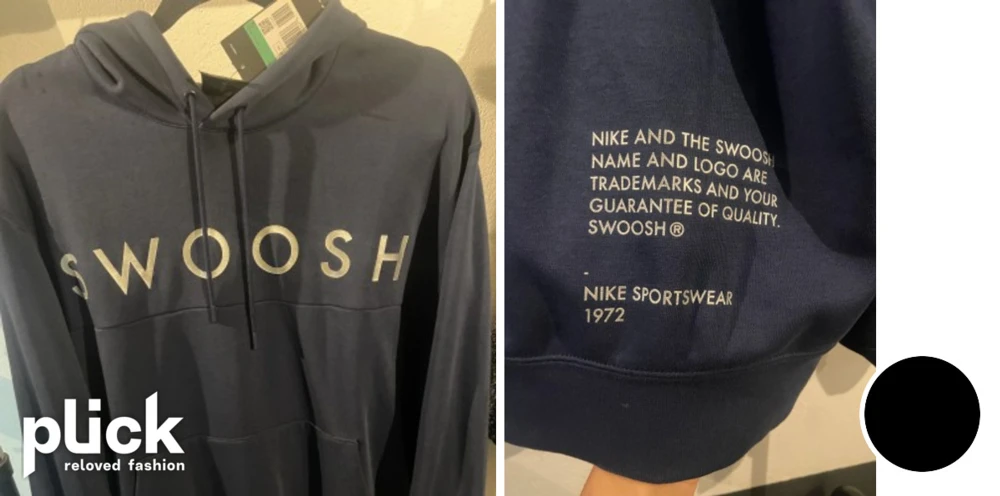 SWOOSH
plick
reloved fashion
NIKE AND THE SWOOSH
NAME AND LOGO ARE
TRADEMARKS AND YOUR
GUARANTEE OF QUALITY.
SWOOSH ®
-
NIKE SPORTSWEAR
1972